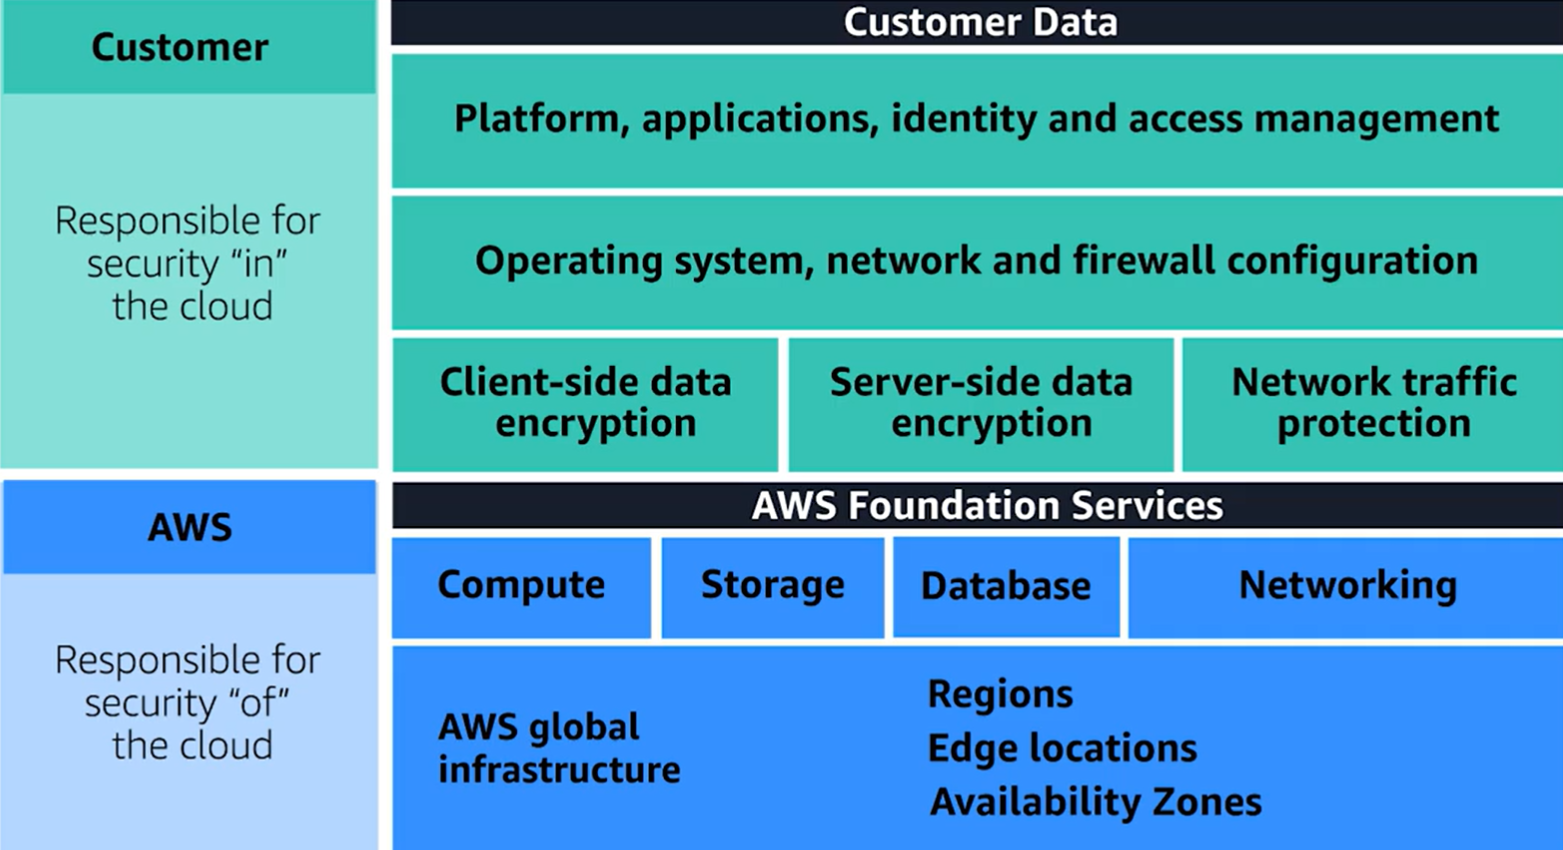 Customer
Responsible for
security “in”
the cloud
Customer Data
Platform, applications, identity and access management
Operating system, network and firewall configuration
Client-side data
encryption
Server-side data
encryption
Network traffic
protection
AWS
Responsible for
security “of”
the cloud
AWS Foundation Services
Compute
Storage
Database
Networking
AWS global
infrastructure
Regions
Edge locations
Availability Zones